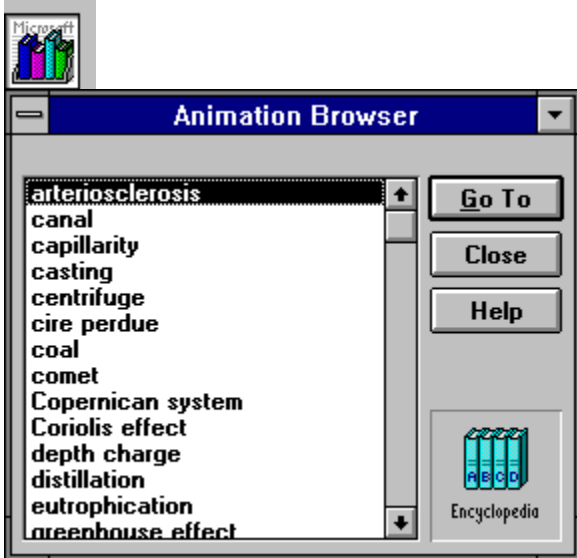 Microsoft
Animation Browser
arteriosclerosis
canal
capillarity
casting
centrifuge
cire perdue
coal
comet
Copernican system
Coriolis effect
depth charge
distillation
eutrophication
greenhouse effect
Go To
Close
Help
A B C D
Encyclopedia